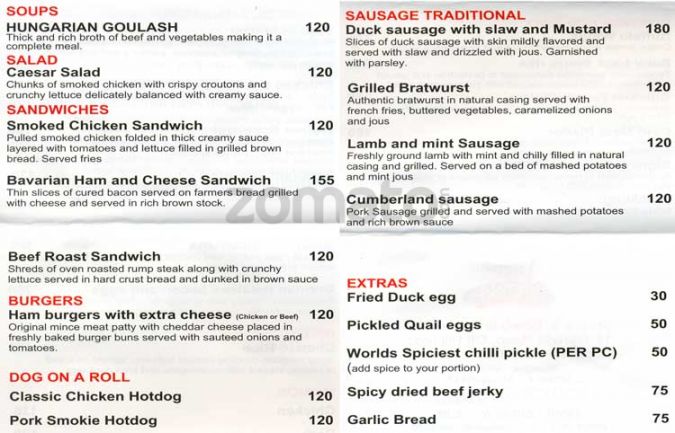 SOUPS
HUNGARIAN GOULASH 120
Thick and rich broth of beef and vegetables making it a
complete meal.
SALAD
Caesar Salad 120
Chunks of smoked chicken with crispy croutons and
crunchy lettuce delicately balanced with creamy sauce.
SANDWICHES
Smoked Chicken Sandwich 120
Pulled smoked chicken folded in thick creamy sauce
layered with tomatoes and lettuce filled in grilled brown
bread. Served fries
Bavarian Ham and Cheese Sandwich 155
Thin slices of cured bacon served on farmers bread grilled
with cheese and served in rich brown stock.
Beef Roast Sandwich 120
Shreds of oven roasted rump steak along with crunchy
lettuce served in hard crust bread and dunked in brown sauce
BURGERS
Ham burgers with extra cheese (Chicken or Beef) 120
Original mince meat patty with cheddar cheese placed in
freshly baked burger buns served with sauteed onions and
tomatoes.
DOG ON A ROLL
Classic Chicken Hotdog 120
Pork Smokie Hotdog 120
SAUSAGE TRADITIONAL
Duck sausage with slaw and Mustard 180
Slices of duck sausage with skin mildly flavored and
served with slaw and drizzled with jous. Garnished
with parsley.
Grilled Bratwurst 120
Authentic bratwurst in natural casing served with
french fries, buttered vegetables, caramelized onions
and jous
Lamb and mint Sausage 120
Freshly ground lamb with mint and chilly filled in natural
casing and grilled. Served on a bed of mashed potatoes
and mint jous
Cumberland sausage 120
Pork Sausage grilled and served with mashed potatoes
and rich brown sauce
EXTRAS
Fried Duck egg 30
Pickled Quail eggs 50
Worlds Spiciest chilli pickle (PER PC) 50
(add spice to your portion)
Spicy dried beef jerky 75
Garlic Bread 75
zomato